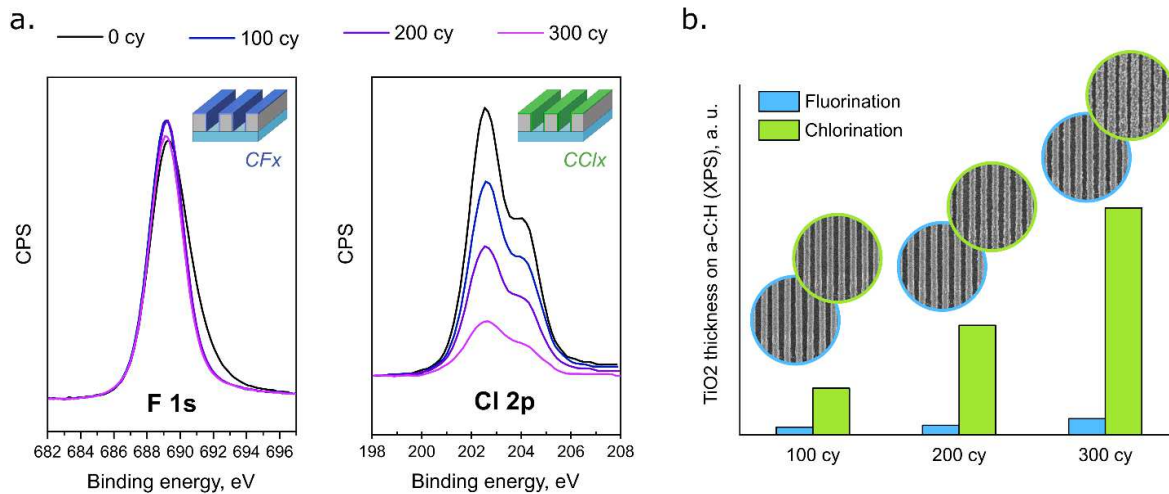 a.
0 cy
100 cy
200 cy
300 cy
CPS
CFx
F 1s
682 684 686 688 690 692 694 696
Binding energy, eV
CPS
CClx
Cl 2p
198 200 202 204 206 208
Binding energy, eV
b.
TiO2 thickness on a-C:H (XPS), a. u.
Fluorination
Chlorination
100 cy
200 cy
300 cy